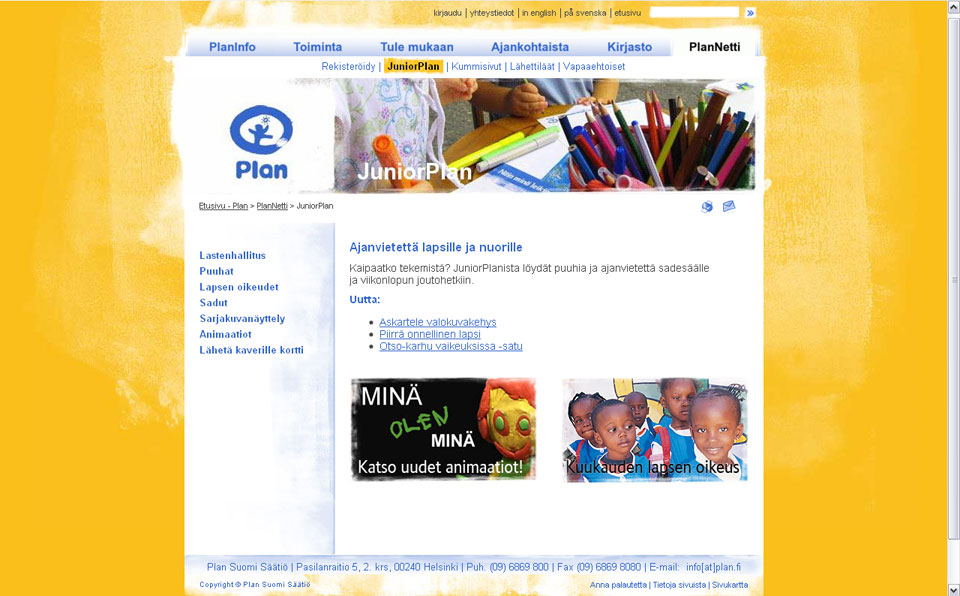 kirjaudu | yhteystiedot | in english | på svenska | etusivu
PlanInfo Toiminta Tule mukaan Ajankohtaista Kirjasto PlanNetti
Rekisteröidy | JuniorPlan | Kummisivut | Lähettiläät | Vapaaehtoiset
Plan
JuniorPlan
Etusivu - Plan > PlanNetti > JuniorPlan
Lastenhallitus
Puuhat
Lapsen oikeudet
Sadut
Sarjakuvanäyttely
Animaatiot
Lähetä kaverille kortti
Ajanvietettä lapsille ja nuorille
Kaipaatko tekemistä? JuniorPlanista löydät puuhia ja ajanvietettä sadesäälle
ja viikonlopun joutohetkiin.
Uutta:
Askartele valokuvakehys
Piirrä onnellinen lapsi
Otso-karhu vaikeuksissa -satu
MINÄ
OLEN
MINÄ
Katso uudet animaatiot!
Kuukauden lapsen oikeus
Plan Suomi Säätiö | Pasilanraitio 5, 2. krs, 00240 Helsinki | Puh. (09) 6869 800 | Fax (09) 6869 8080 | E-mail: info[at]plan.fi
Copyright © Plan Suomi Säätiö
Anna palautetta | Tietoja sivuista | Sivukartta